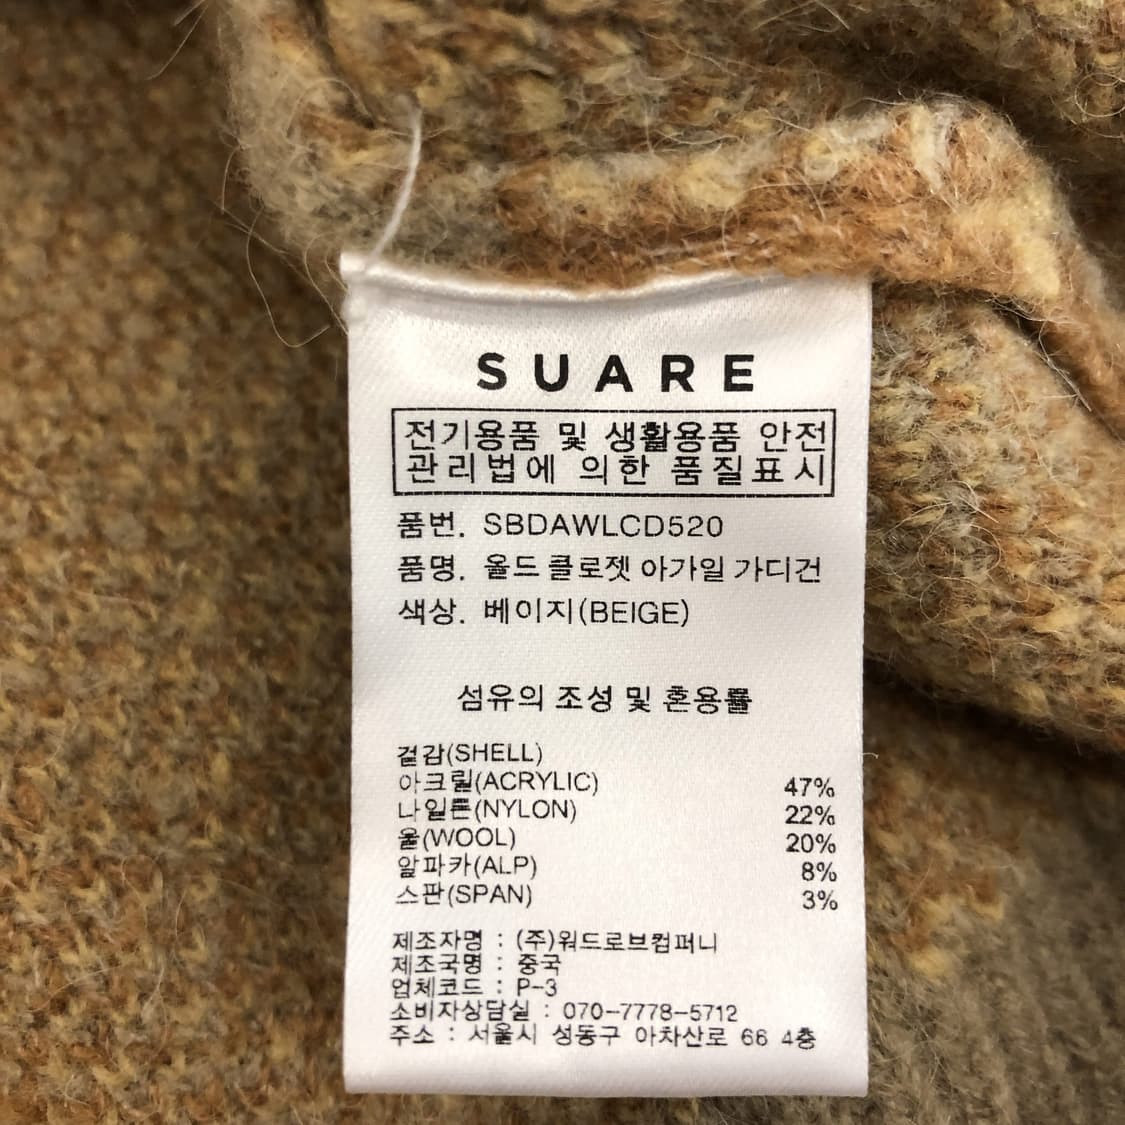 SUARE
전기용품 및 생활용품 안전
관리법에 의한 품질표시
품번. SBDAWLCD520
품명. 올드 클로젯 아가일 가디건
색상. 베이지(BEIGE)
섬유의 조성 및 혼용률
겉감(SHELL)
아크릴(ACRYLIC) 47%
나일론(NYLON) 22%
울(WOOL) 20%
알파카(ALP) 8%
스판(SPAN) 3%
제조자명 : (주)워드로브컴퍼니
제조국명 : 중국
업체코드 : P-3
소비자상담실 : 070-7778-5712
주소 : 서울시 성동구 아차산로 66 4층